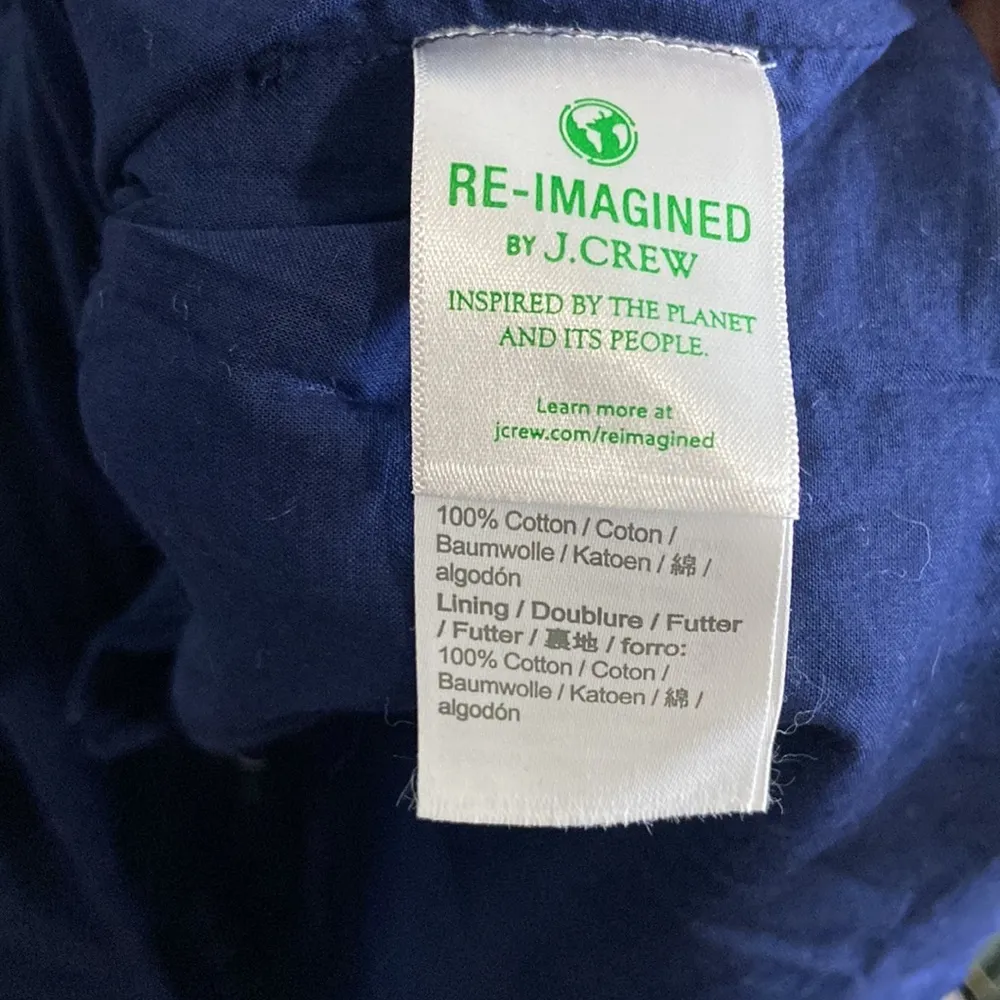 RE-IMAGINED
BY J.CREW
INSPIRED BY THE PLANET
AND ITS PEOPLE.
Learn more at
jcrew.com/reimagined
100% Cotton / Coton /
Baumwolle / Katoen / 綿 /
algodón
Lining / Doublure / Futter
/ Futter / 裏地 / forro:
100% Cotton / Coton /
Baumwolle / Katoen / 綿 /
algodón